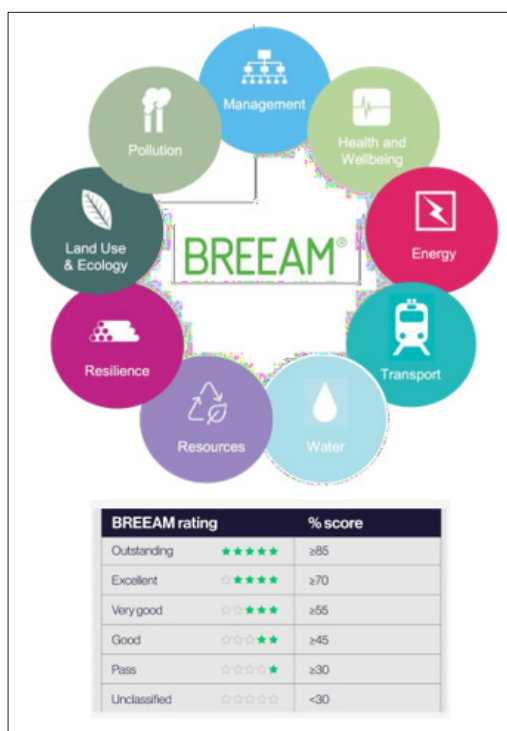 Management
Health and
Wellbeing
Energy
Transport
Water
Resources
Resilience
Land Use
& Ecology
Pollution
BREEAM®
BREEAM rating % score
Outstanding ★★★★★ ≥85
Excellent ☆★★★★ ≥70
Very good ☆☆★★★ ≥55
Good ☆☆☆★★ ≥45
Pass ☆☆☆☆★ ≥30
Unclassified ☆☆☆☆☆ <30